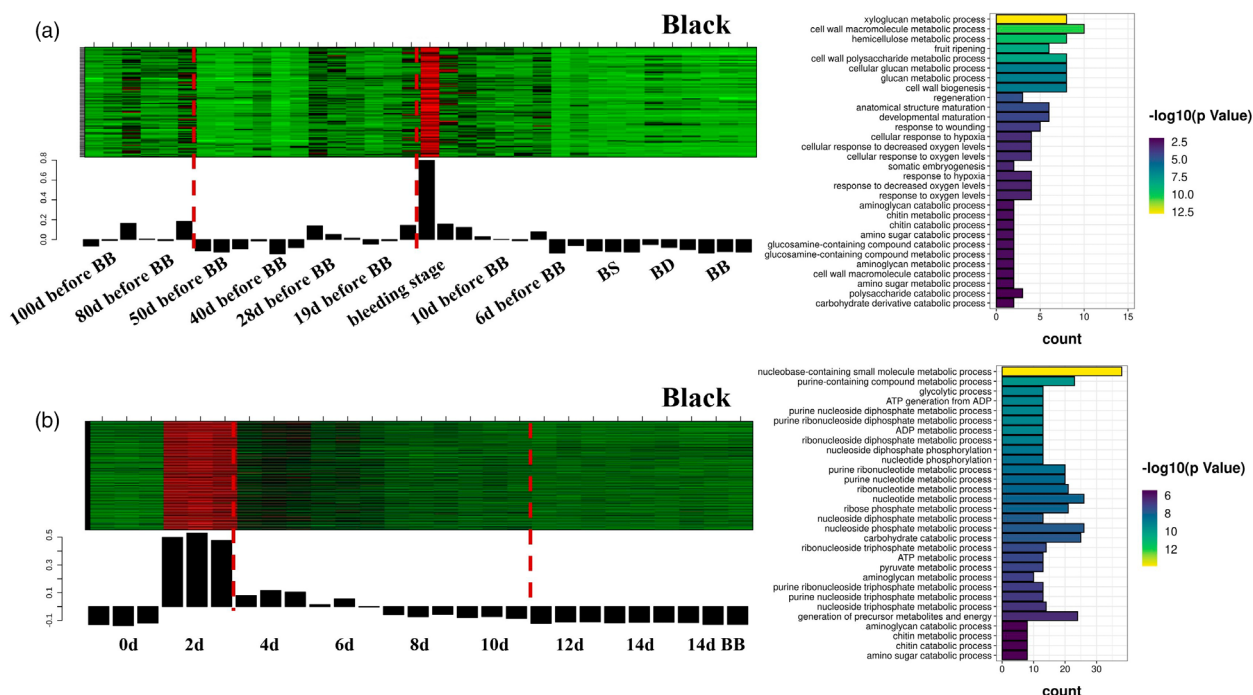 (a)
Black
0.8
0.6
0.4
0.2
0.0
100d before BB
80d before BB
50d before BB
40d before BB
28d before BB
19d before BB
bleeding stage
10d before BB
6d before BB
BS
BD
BB
xyloglucan metabolic process
cell wall macromolecule metabolic process
hemicellulose metabolic process
fruit ripening
cell wall polysaccharide metabolic process
cellular glucan metabolic process
glucan metabolic process
cell wall biogenesis
regeneration
anatomical structure maturation
developmental maturation
response to wounding
cellular response to hypoxia
cellular response to decreased oxygen levels
cellular response to oxygen levels
somatic embryogenesis
response to hypoxia
response to decreased oxygen levels
response to oxygen levels
aminoglycan catabolic process
chitin metabolic process
chitin catabolic process
amino sugar catabolic process
glucosamine-containing compound catabolic process
glucosamine-containing compound metabolic process
aminoglycan metabolic process
cell wall macromolecule catabolic process
amino sugar metabolic process
polysaccharide catabolic process
carbohydrate derivative catabolic process
0 5 10 15
count
-log10(p Value)
2.5
5.0
7.5
10.0
12.5
(b)
Black
0.5
0.3
0.1
-0.1
0d 2d 4d 6d 8d 10d 12d 14d 14d BB
nucleobase-containing small molecule metabolic process
purine-containing compound metabolic process
glycolytic process
ATP generation from ADP
purine nucleoside diphosphate metabolic process
purine ribonucleoside diphosphate metabolic process
ADP metabolic process
ribonucleoside diphosphate metabolic process
nucleoside diphosphate phosphorylation
nucleotide phosphorylation
purine ribonucleotide metabolic process
purine nucleotide metabolic process
ribonucleotide metabolic process
nucleotide metabolic process
ribose phosphate metabolic process
nucleoside diphosphate metabolic process
nucleoside phosphate metabolic process
carbohydrate catabolic process
ribonucleoside triphosphate metabolic process
ATP metabolic process
pyruvate metabolic process
aminoglycan metabolic process
purine ribonucleoside triphosphate metabolic process
purine nucleoside triphosphate metabolic process
nucleoside triphosphate metabolic process
generation of precursor metabolites and energy
aminoglycan catabolic process
chitin metabolic process
chitin catabolic process
amino sugar catabolic process
0 10 20 30
count
-log10(p Value)
6
8
10
12